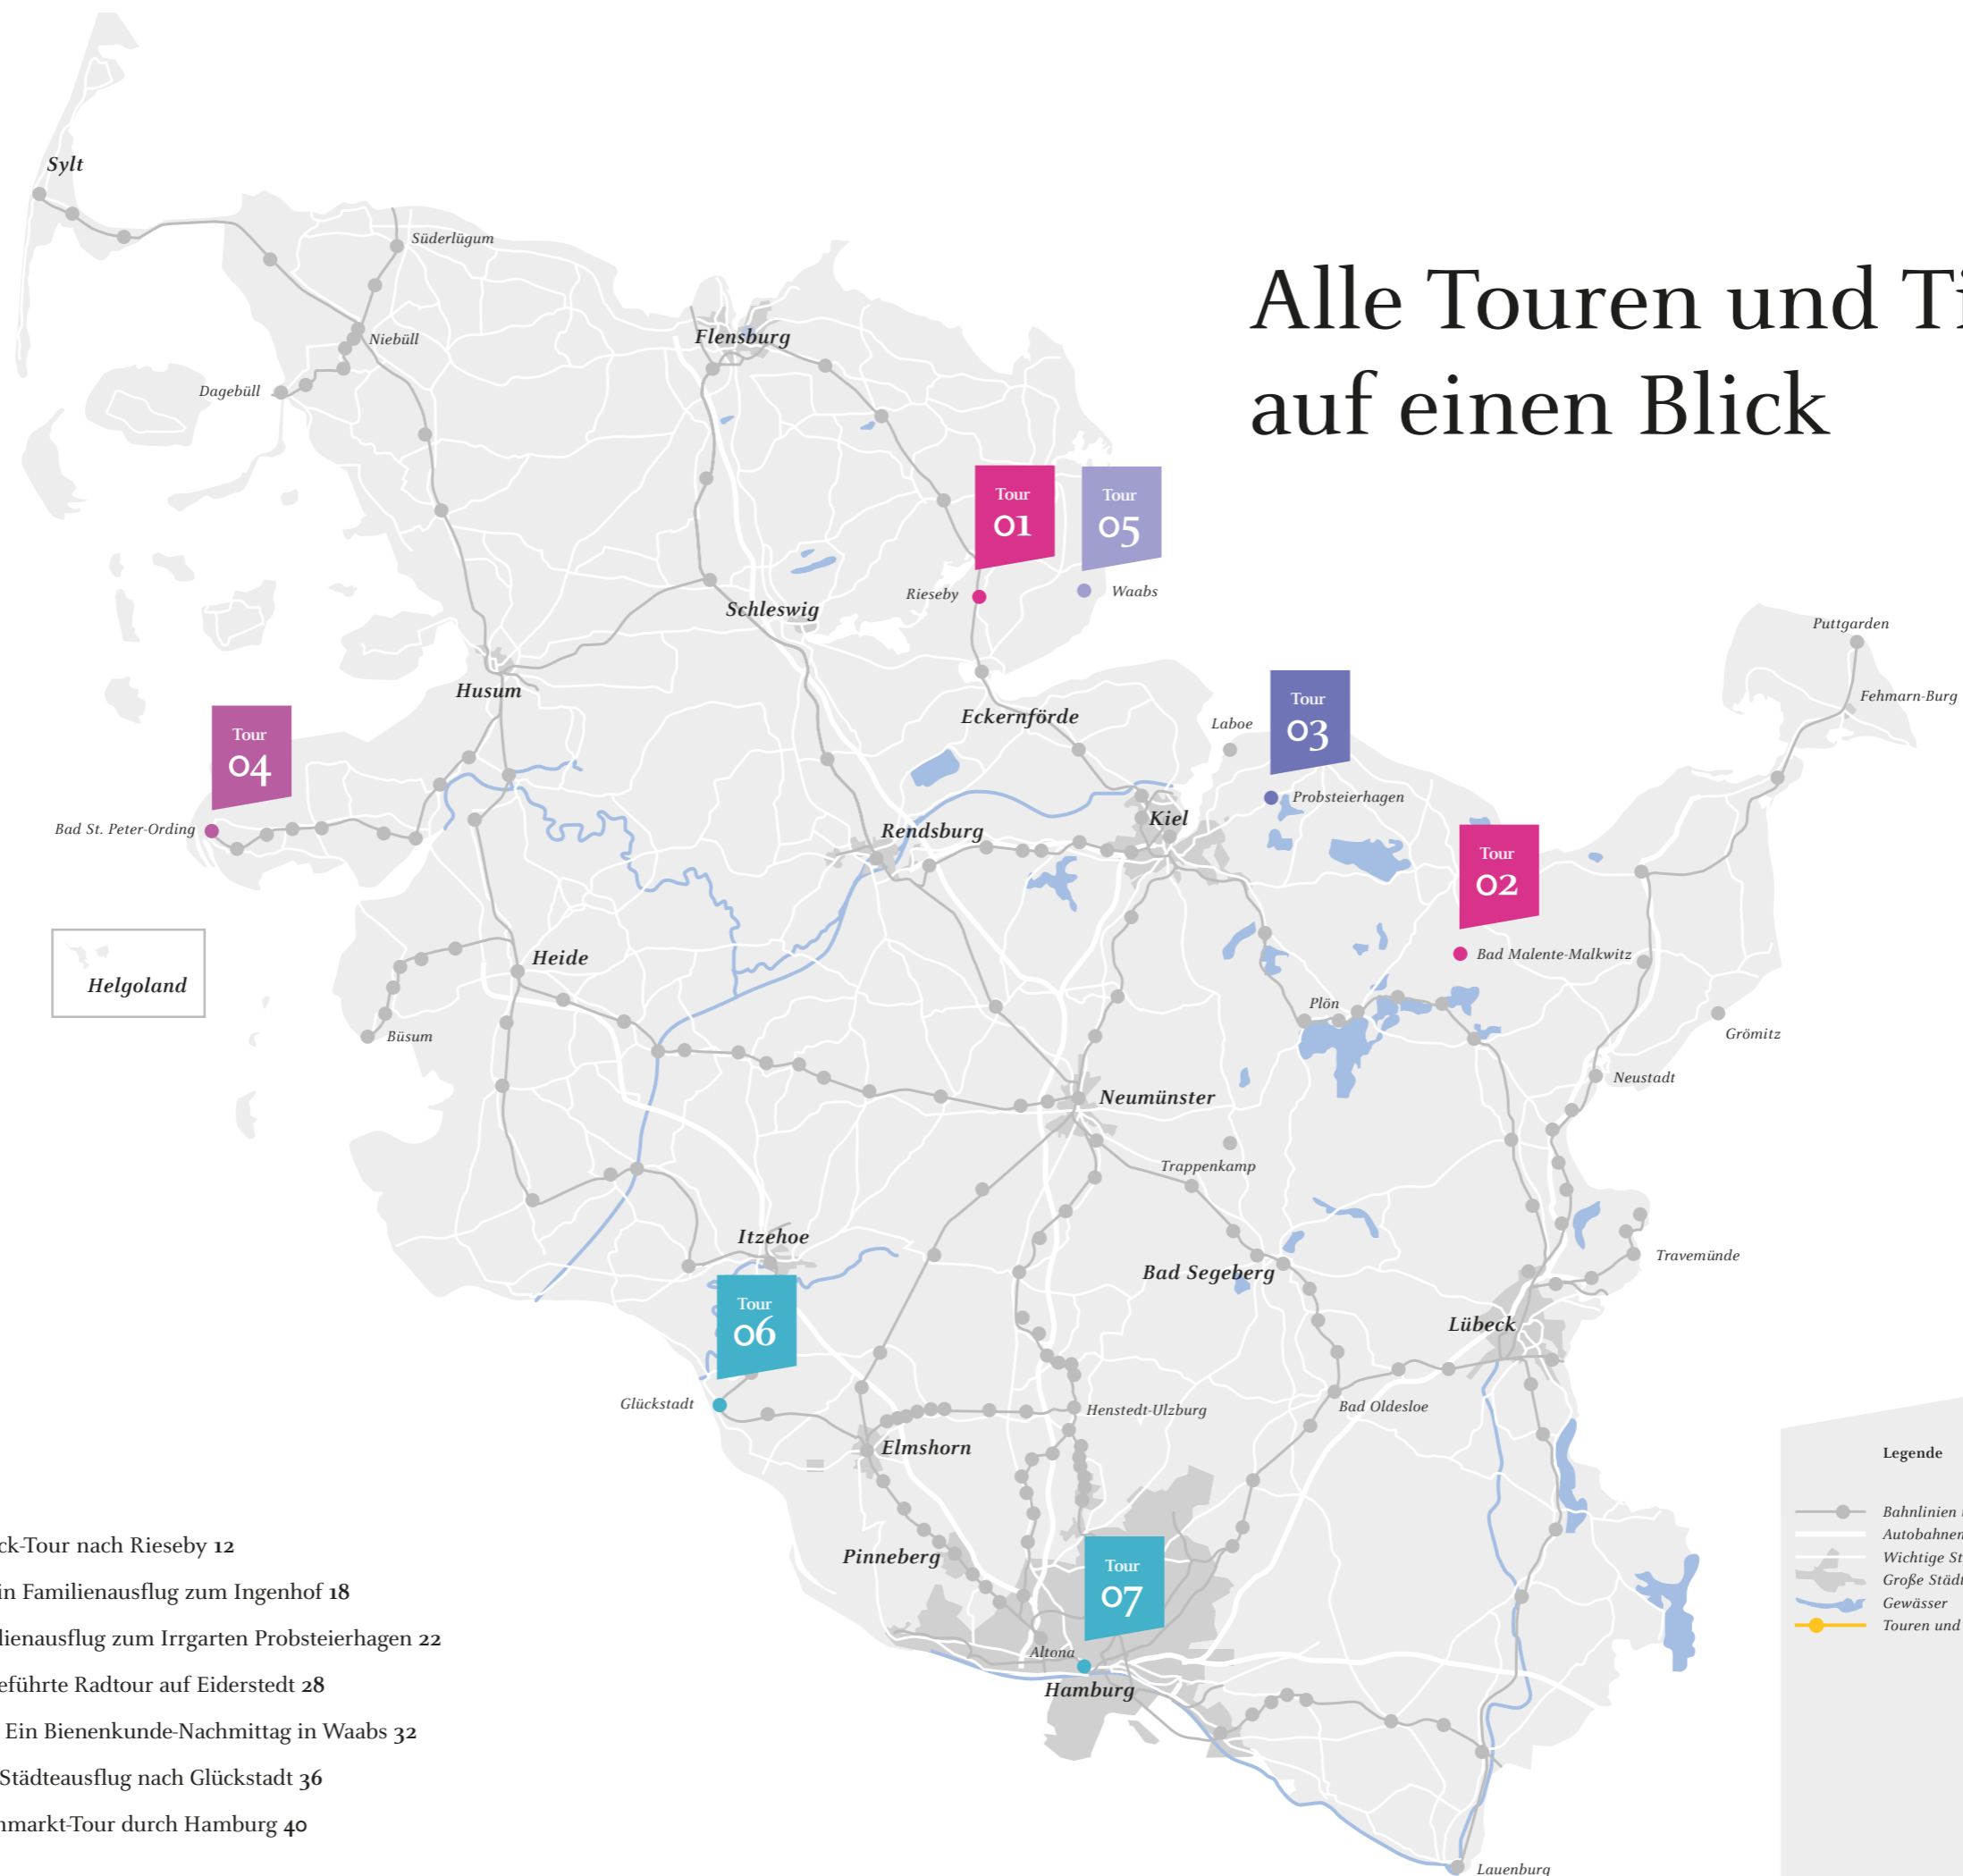 Alle Touren und Ti
auf einen Blick
Sylt
Süderlügum
Niebüll
Dagebüll
Flensburg
Tour
01
Tour
05
Rieseby
Waabs
Schleswig
Husum
Eckernförde
Laboe
Tour
03
Probsteierhagen
Puttgarden
Fehmarn-Burg
Tour
04
Bad St. Peter-Ording
Rendsburg
Kiel
Tour
02
Bad Malente-Malkwitz
Helgoland
Heide
Büsum
Plön
Grömitz
Neustadt
Neumünster
Trappenkamp
Itzehoe
Bad Segeberg
Travemünde
Lübeck
Tour
06
Glückstadt
Henstedt-Ulzburg
Bad Oldesloe
Elmshorn
Pinneberg
Tour
07
Altona
Hamburg
Lauenburg
ck-Tour nach Rieseby 12
in Familienausflug zum Ingenhof 18
lienausflug zum Irrgarten Probsteierhagen 22
eführte Radtour auf Eiderstedt 28
Ein Bienenkunde-Nachmittag in Waabs 32
Städteausflug nach Glückstadt 36
nmarkt-Tour durch Hamburg 40
Legende
Bahnlinien
Autobahnen
Wichtige St
Große Städt
Gewässer
Touren und